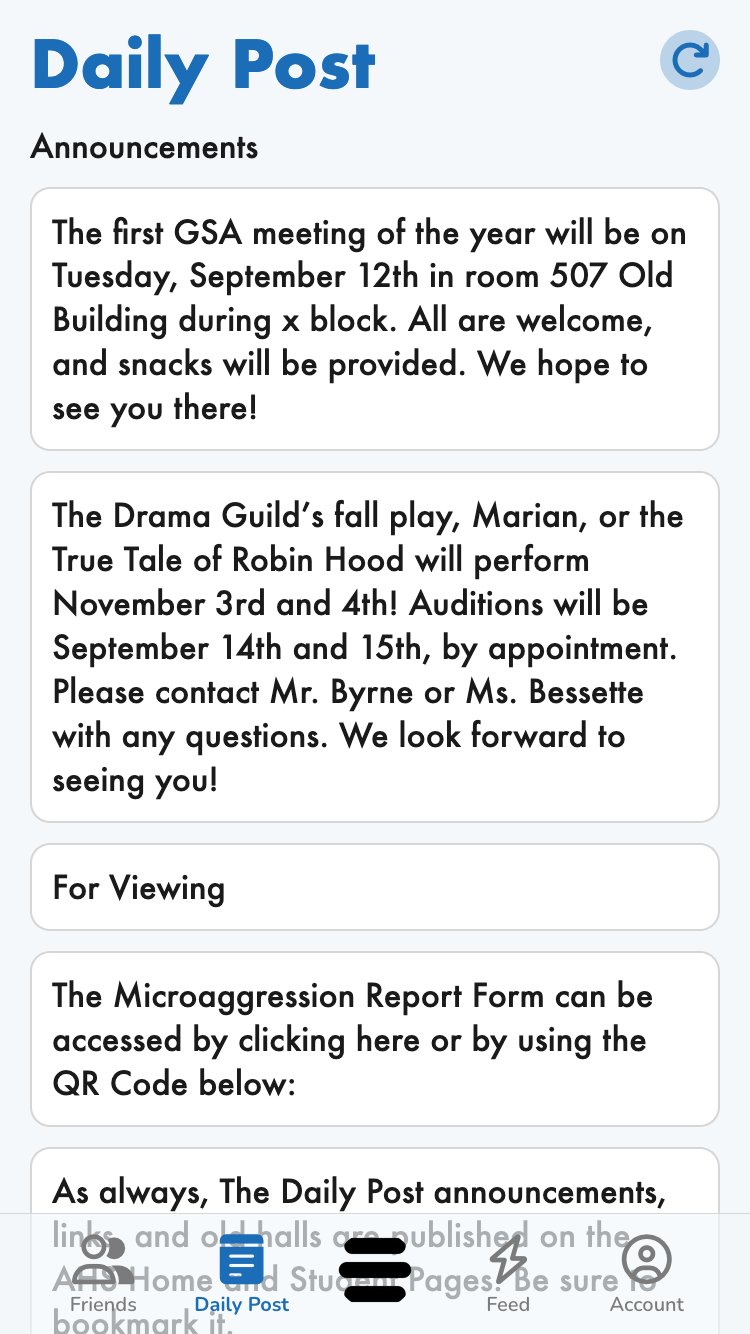 Daily Post
Announcements
The first GSA meeting of the year will be on
Tuesday, September 12th in room 507 Old
Building during x block. All are welcome,
and snacks will be provided. We hope to
see you there!
The Drama Guild’s fall play, Marian, or the
True Tale of Robin Hood will perform
November 3rd and 4th! Auditions will be
September 14th and 15th, by appointment.
Please contact Mr. Byrne or Ms. Bessette
with any questions. We look forward to
seeing you!
For Viewing
The Microaggression Report Form can be
accessed by clicking here or by using the
QR Code below:
As always, The Daily Post announcements,
links, and old halls are published on the
AHS Home and Student Pages. Be sure to
bookmark it.
Friends
Daily Post
Feed
Account